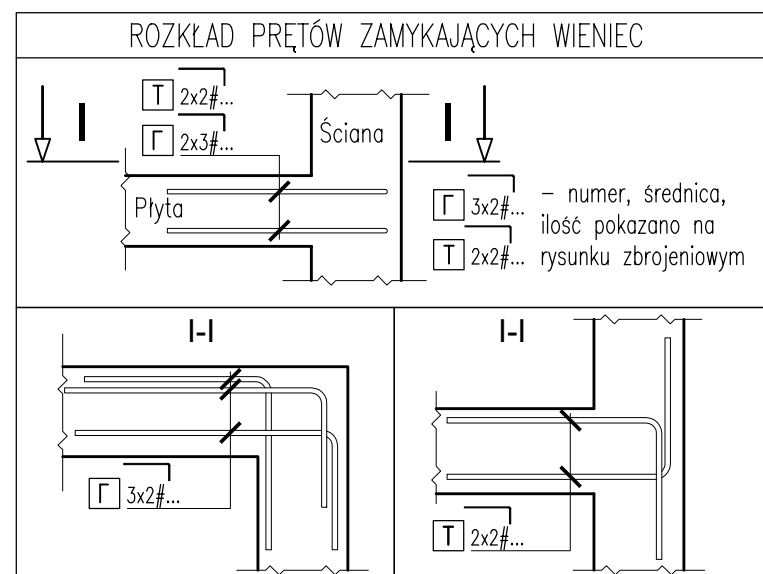 ROZKŁAD PRĘTÓW ZAMYKAJĄCYCH WIENIEC
T 2x2#...
Γ 2x3#...
I
Ściana
I
Płyta
Γ 3x2#...
T 2x2#...
– numer, średnica,
ilość pokazano na
rysunku zbrojeniowym
I-I
Γ 3x2#...
I-I
T 2x2#...